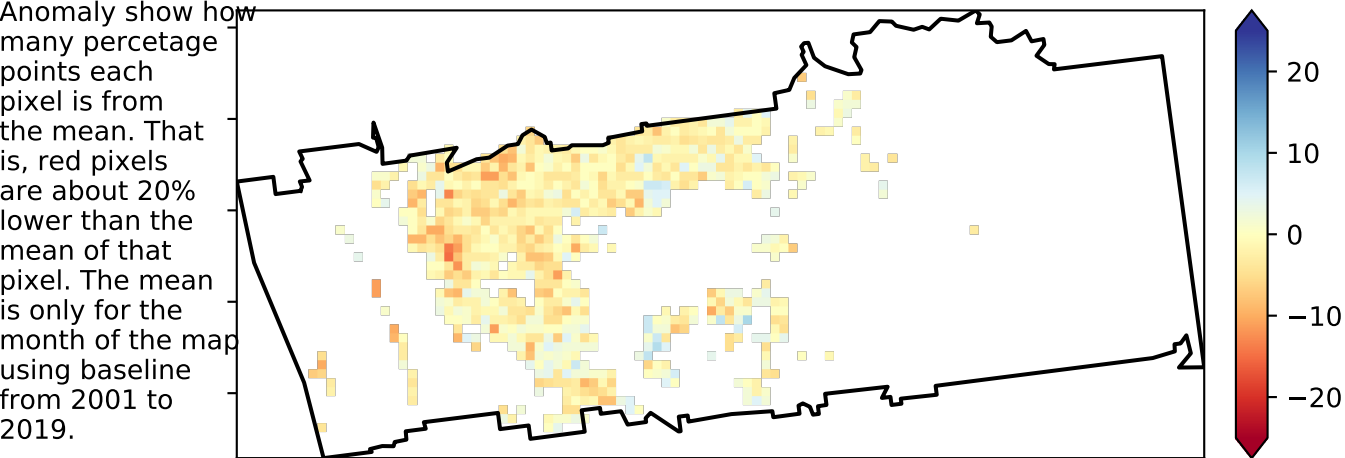 Anomaly show how
many percetage
points each
pixel is from
the mean. That
is, red pixels
are about 20%
lower than the
mean of that
pixel. The mean
is only for the
month of the map
using baseline
from 2001 to
2019.
20
10
0
−10
−20